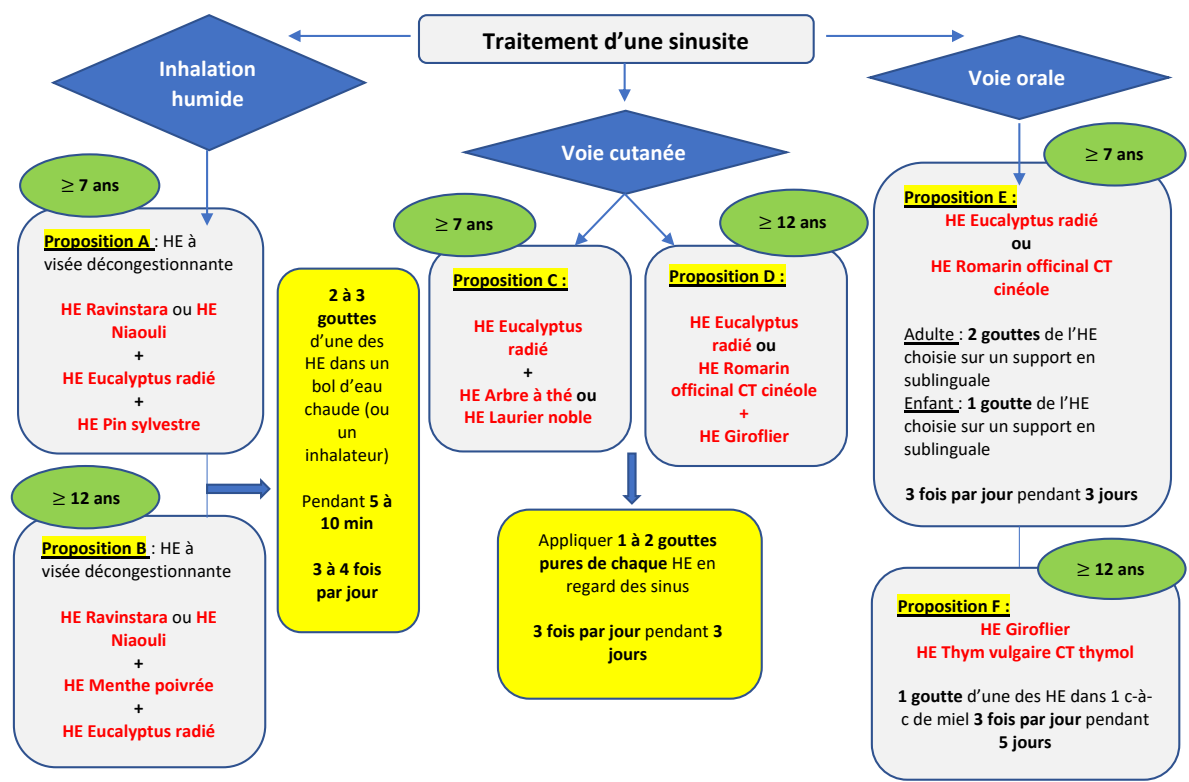 Traitement d'une sinusite
Inhalation
humide
≥ 7 ans
Proposition A : HE à
visée décongestionnante
HE Ravinstara ou HE
Niaouli
+
HE Eucalyptus radié
+
HE Pin sylvestre
≥ 12 ans
Proposition B : HE à
visée décongestionnante
HE Ravinstara ou HE
Niaouli
+
HE Menthe poivrée
+
HE Eucalyptus radié
2 à 3
gouttes
d'une des
HE dans un
bol d'eau
chaude (ou
un
inhalateur)
Pendant 5 à
10 min
3 à 4 fois
par jour
Voie cutanée
≥ 7 ans
Proposition C :
HE Eucalyptus
radié
+
HE Arbre à thé ou
HE Laurier noble
≥ 12 ans
Proposition D :
HE Eucalyptus
radié ou
HE Romarin
officinal CT cinéole
+
HE Giroflier
Appliquer 1 à 2 gouttes
pures de chaque HE en
regard des sinus
3 fois par jour pendant 3
jours
Voie orale
≥ 7 ans
Proposition E :
HE Eucalyptus radié
ou
HE Romarin officinal CT
cinéole
Adulte : 2 gouttes de l'HE
choisie sur un support en
sublinguale
Enfant : 1 goutte de l'HE
choisie sur un support en
sublinguale
3 fois par jour pendant 3 jours
≥ 12 ans
Proposition F :
HE Giroflier
HE Thym vulgaire CT thymol
1 goutte d'une des HE dans 1 c-à-
c de miel 3 fois par jour pendant
5 jours